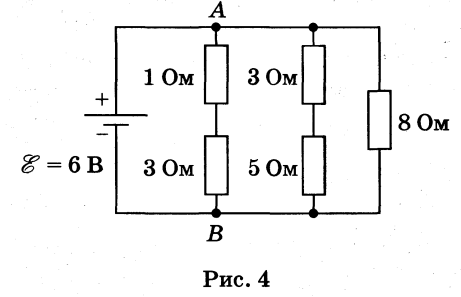 A
1 Ом 3 Ом
+
8 Ом
–
ℰ = 6 В 3 Ом 5 Ом
B
Рис. 4